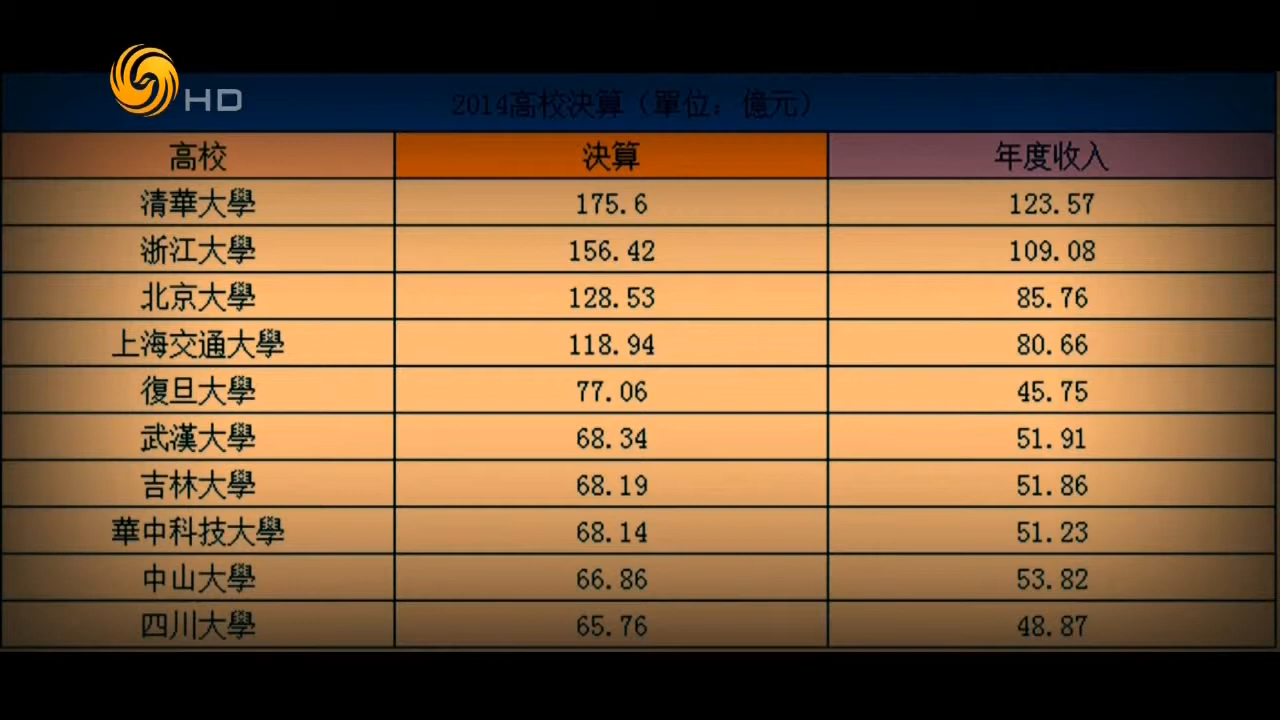 HD
2014高校決算（單位：億元）
高校 決算 年度收入
清華大學 175.6 123.57
浙江大學 156.42 109.08
北京大學 128.53 85.76
上海交通大學 118.94 80.66
復旦大學 77.06 45.75
武漢大學 68.34 51.91
吉林大學 68.19 51.86
華中科技大學 68.14 51.23
中山大學 66.86 53.82
四川大學 65.76 48.87